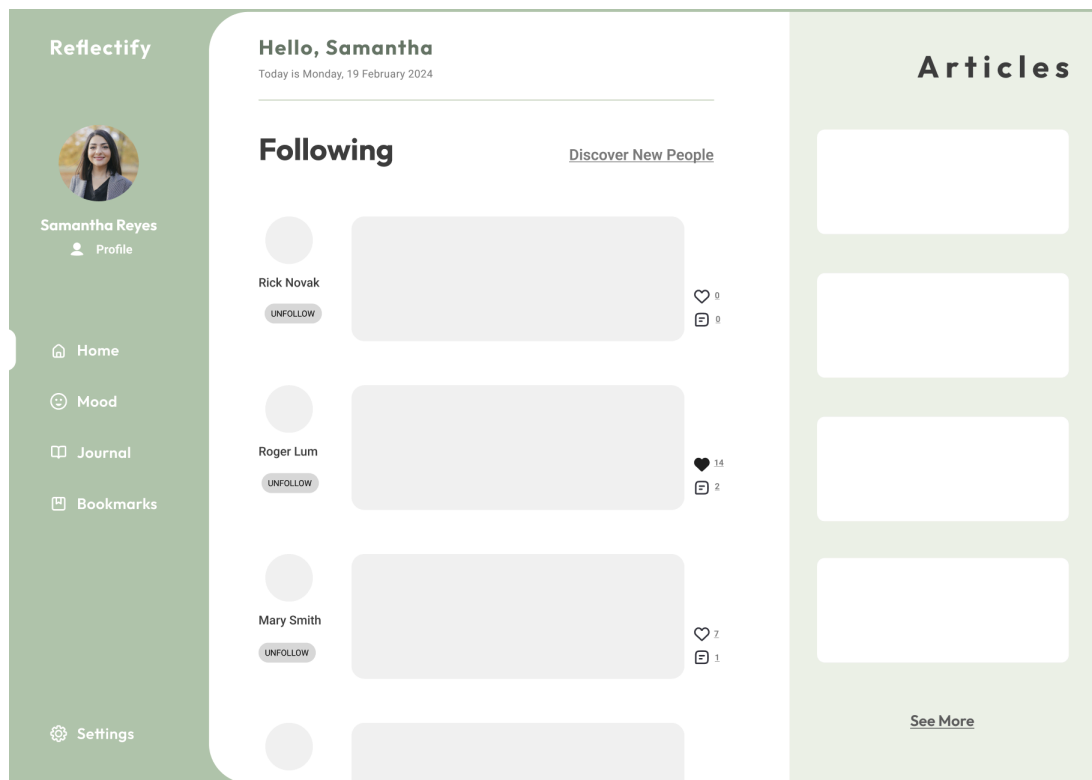 Reflectify
Samantha Reyes
Profile
Home
Mood
Journal
Bookmarks
Settings
Hello, Samantha
Today is Monday, 19 February 2024
Following
Discover New People
Rick Novak
UNFOLLOW
0
0
Roger Lum
UNFOLLOW
14
2
Mary Smith
UNFOLLOW
7
1
Articles
See More